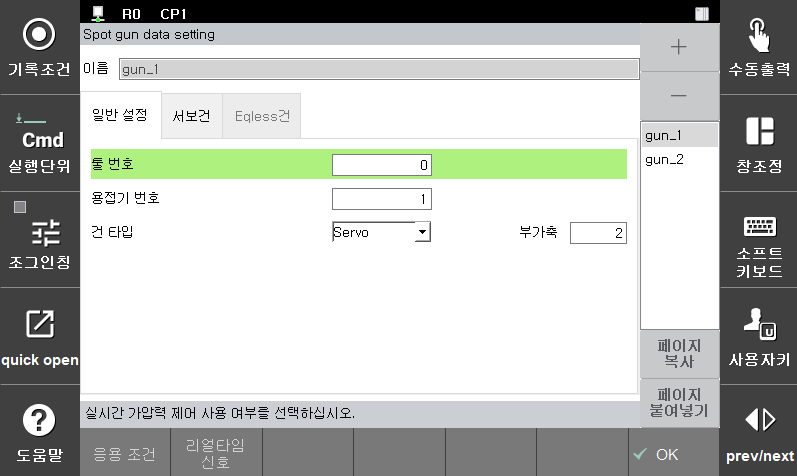 R0 CP1
Spot gun data setting
이름 gun_1
일반 설정 서보건 Eqless건
툴 번호 0
용접기 번호 1
건 타입 Servo 부가축 2
실시간 가압력 제어 사용 여부를 선택하십시오.
응용 조건
리얼타임
신호
OK
+
−
gun_1
gun_2
페이지
복사
페이지
붙여넣기
기록조건
Cmd
실행단위
조그인칭
quick open
도움말
수동출력
창조정
소프트
키보드
U
사용자키
prev/next